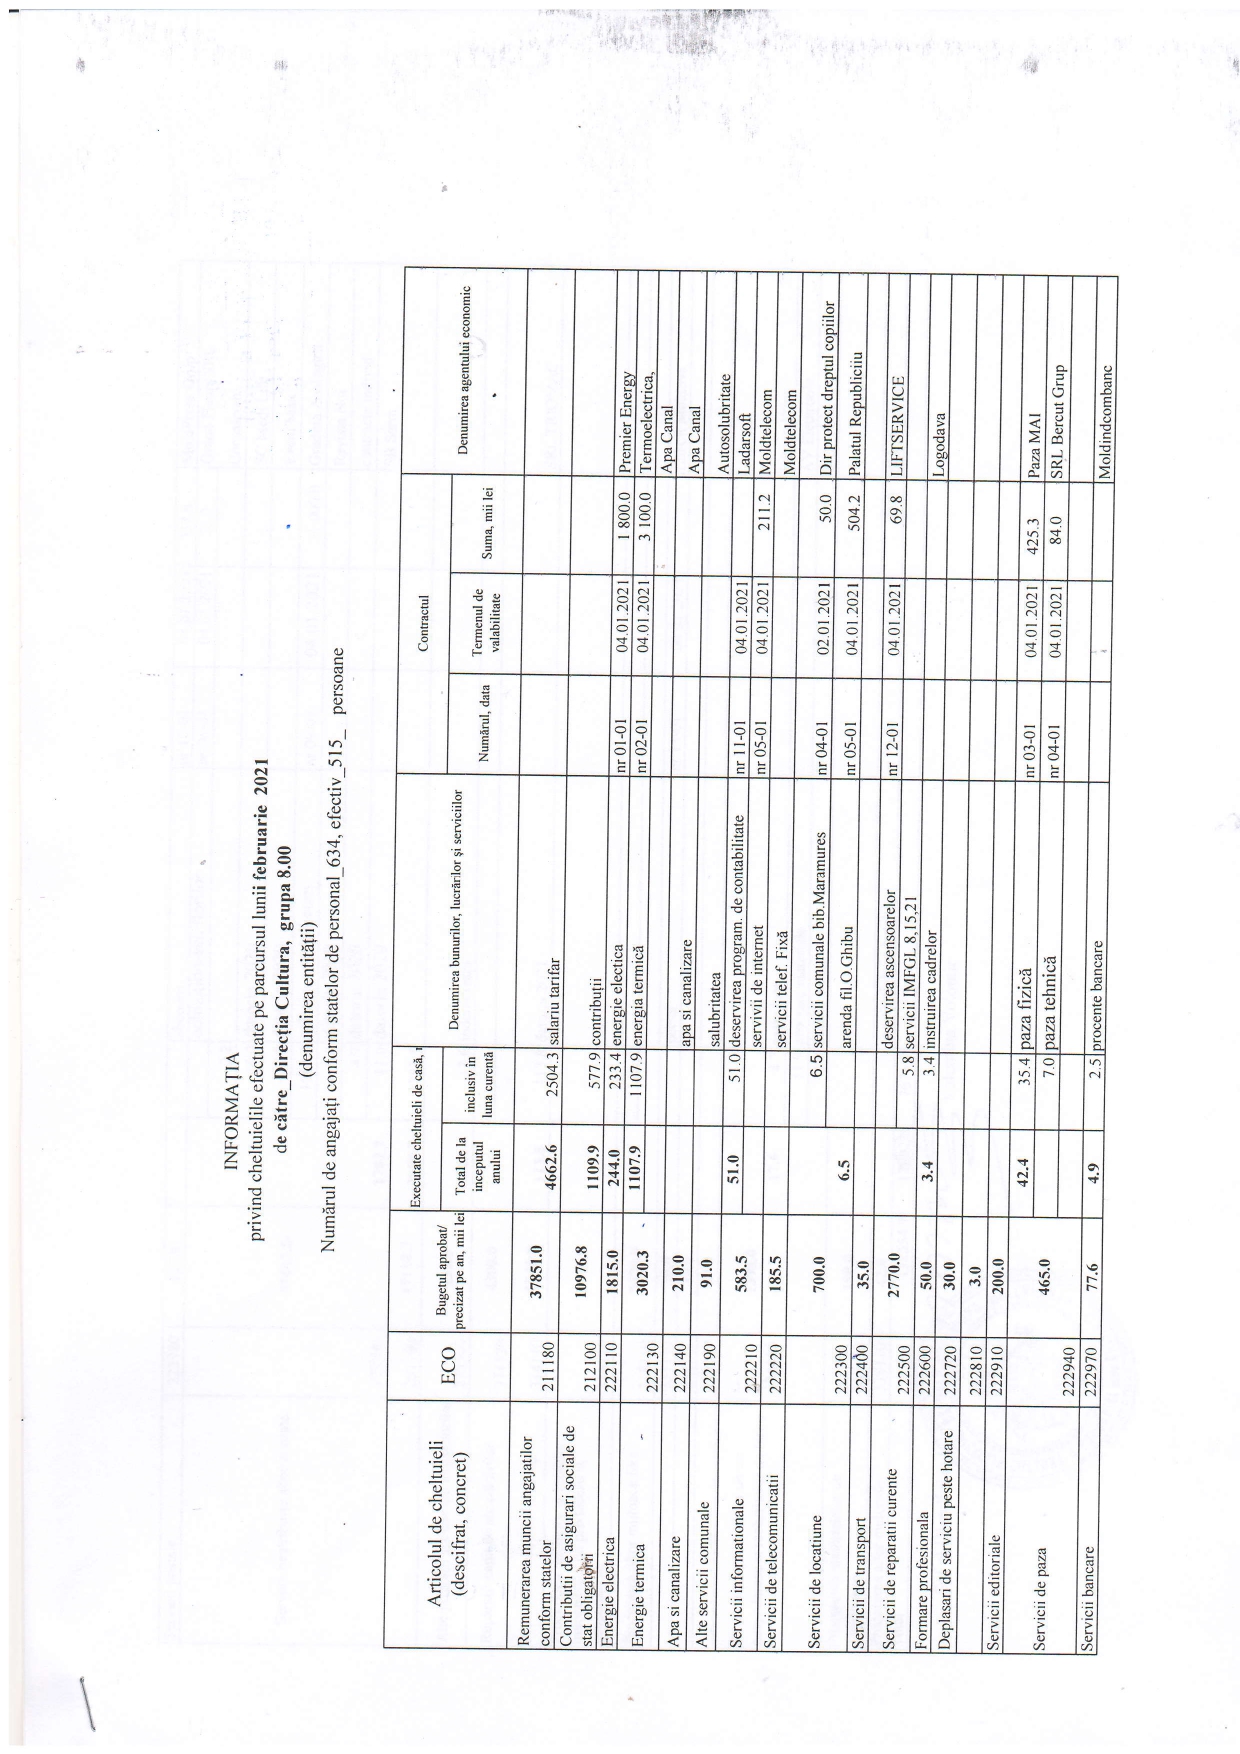 INFORMAȚIA
privind cheltuielile efectuate pe parcursul lunii februarie 2021
de către_Direcția Cultura, grupa 8.00
(denumirea entității)
Numărul de angajați conform statelor de personal_634, efectiv_515_ persoane
Articolul de cheltuieli (descifrat, concret) ECO Bugetul aprobat/ precizat pe an, mii lei Executate cheltuieli de casă, Denumirea bunurilor, lucrărilor și serviciilor Contractul Denumirea agentului economic
Total de la inceputul anului inclusiv în luna curentă Numărul, data Termenul de valabilitate Suma, mii lei
Remunerarea muncii angajatilor conform statelor 211180 37851.0 4662.6 2504.3 salariu tarifar
Contributii de asigurari sociale de stat obligatorii 212100 10976.8 1109.9 577.9 contribuții
Energie electrica 222110 1815.0 244.0 233.4 energie electica nr 01-01 04.01.2021 1 800.0 Premier Energy
Energie termica 222130 3020.3 1107.9 1107.9 energia termică nr 02-01 04.01.2021 3 100.0 Termoelectrica,
Apa Canal
Apa si canalizare 222140 210.0 apa si canalizare Apa Canal
Alte servicii comunale 222190 91.0 salubritatea Autosolubritate
Servicii informationale 222210 583.5 51.0 51.0 deservirea program. de contabilitate nr 11-01 04.01.2021 Ladarsoft
servivii de internet nr 05-01 04.01.2021 211.2 Moldtelecom
Servicii de telecomunicatii 222220 185.5 servicii telef. Fixă Moldtelecom
Servicii de locatiune 222300 700.0 6.5 6.5 servicii comunale bib.Maramures nr 04-01 02.01.2021 50.0 Dir protect dreptul copiilor
arenda fil.O.Ghibu nr 05-01 04.01.2021 504.2 Palatul Republiciiu
Servicii de transport 222400 35.0
Servicii de reparatii curente 222500 2770.0 deservirea ascensoarelor nr 12-01 04.01.2021 69.8 LIFTSERVICE
5.8 servicii IMFGL 8,15,21
Formare profesionala 222600 50.0 3.4 3.4 instruirea cadrelor Logodava
Deplasari de serviciu peste hotare 222720 30.0
222810 3.0
Servicii editoriale 222910 200.0
Servicii de paza 222940 465.0 42.4 35.4 paza fizică nr 03-01 04.01.2021 425.3 Paza MAI
7.0 paza tehnică nr 04-01 04.01.2021 84.0 SRL Bercut Grup
Servicii bancare 222970 77.6 4.9 2.5 procente bancare Moldindcombanc